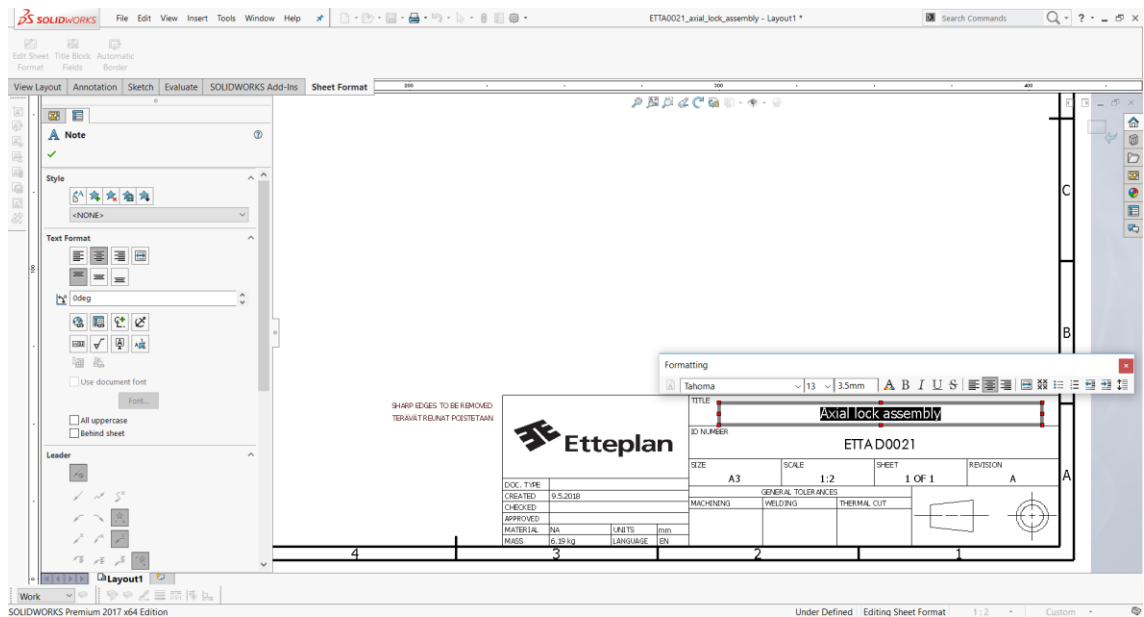 SOLIDWORKS File Edit View Insert Tools Window Help ETTA0021_axial_lock_assembly - Layout1 * Search Commands
Edit Sheet Format
Title Block Fields
Automatic Border
View Layout Annotation Sketch Evaluate SOLIDWORKS Add-Ins Sheet Format
200 300 400
Note
Style
<NONE>
Text Format
0deg
Use document font
Font...
All uppercase
Behind sheet
Leader
100
0
C
B
A
Formatting
Tahoma 13 3.5mm A B I U S
SHARP EDGES TO BE REMOVED
TERÄVÄT REUNAT POISTETAAN
Etteplan
TITLE
Axial lock assembly
ID NUMBER
ETTAD0021
SIZE SCALE SHEET REVISION
A3 1:2 1 OF 1 A
GENERAL TOLERANCES
MACHINING WELDING THERMAL CUT
DOC. TYPE
CREATED 9.5.2018
CHECKED
APPROVED
MATERIAL NA UNITS mm
MASS 6.19 kg LANGUAGE EN
4 3 2 1
Layout1
Work
SOLIDWORKS Premium 2017 x64 Edition Under Defined Editing Sheet Format 1 : 2 Custom